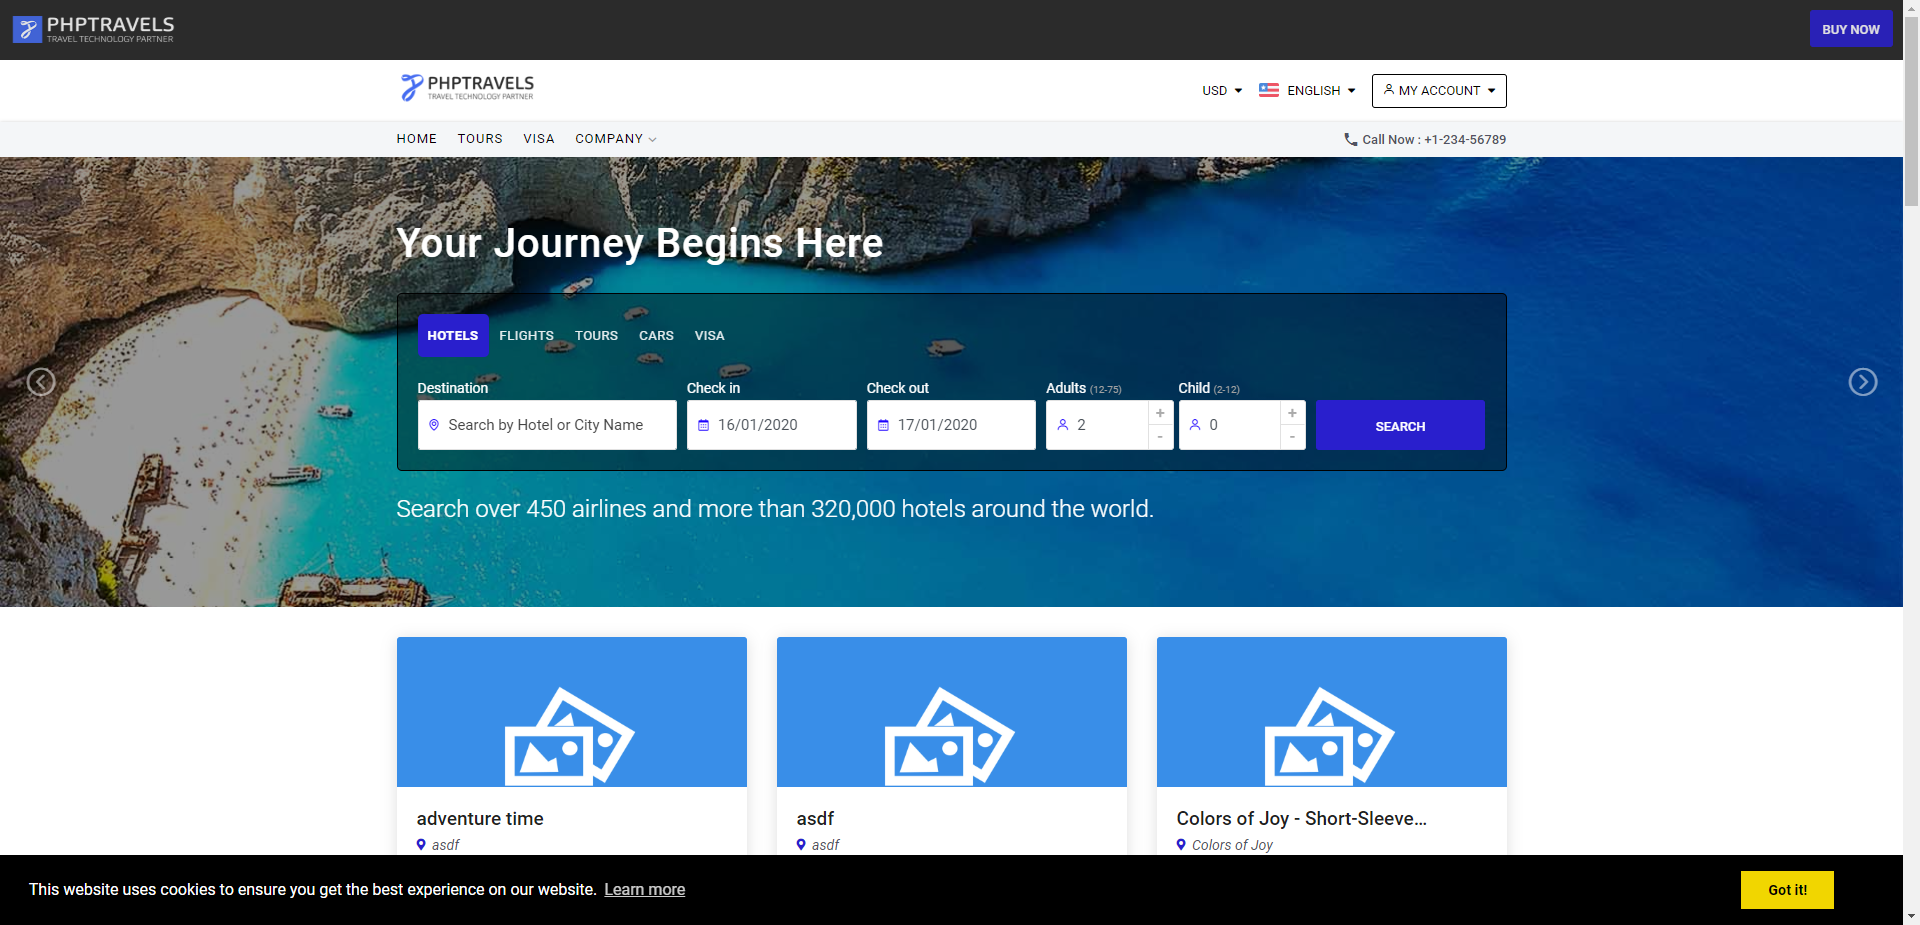 PHPTRAVELS
TRAVEL TECHNOLOGY PARTNER
BUY NOW
PHPTRAVELS
TRAVEL TECHNOLOGY PARTNER
USD
ENGLISH
MY ACCOUNT
HOME TOURS VISA COMPANY
Call Now : +1-234-56789
Your Journey Begins Here
HOTELS FLIGHTS TOURS CARS VISA
Destination Check in Check out Adults (12-75) Child (2-12)
Search by Hotel or City Name 16/01/2020 17/01/2020 2 + - 0 + - SEARCH
Search over 450 airlines and more than 320,000 hotels around the world.
adventure time
asdf
asdf
asdf
Colors of Joy - Short-Sleeve...
Colors of Joy
This website uses cookies to ensure you get the best experience on our website. Learn more
Got it!